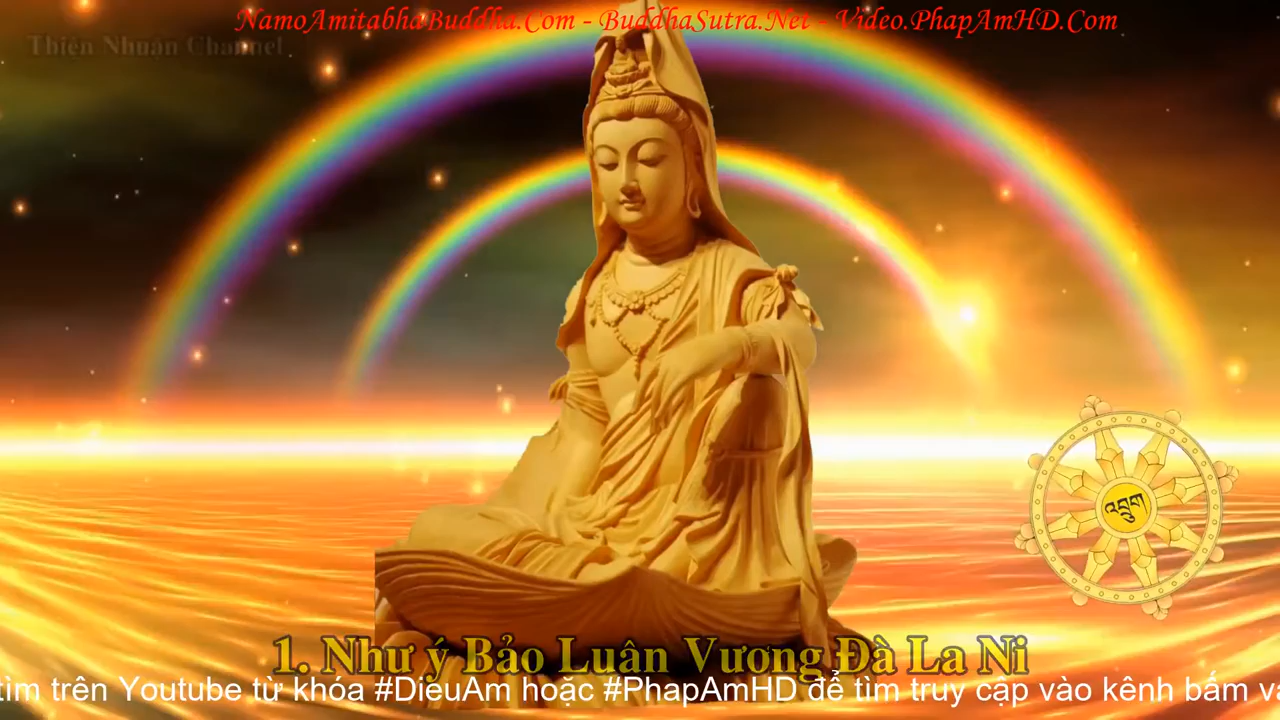 NamoAmitabhaBuddha.Com - BuddhaSutra.Net - Video.PhapAmHD.Com
Thiện Nhuận Channel
1. Như ý Bảo Luân Vương Đà La Ni
tìm trên Youtube từ khóa #DieuAm hoặc #PhapAmHD để tìm truy cập vào kênh bấm và